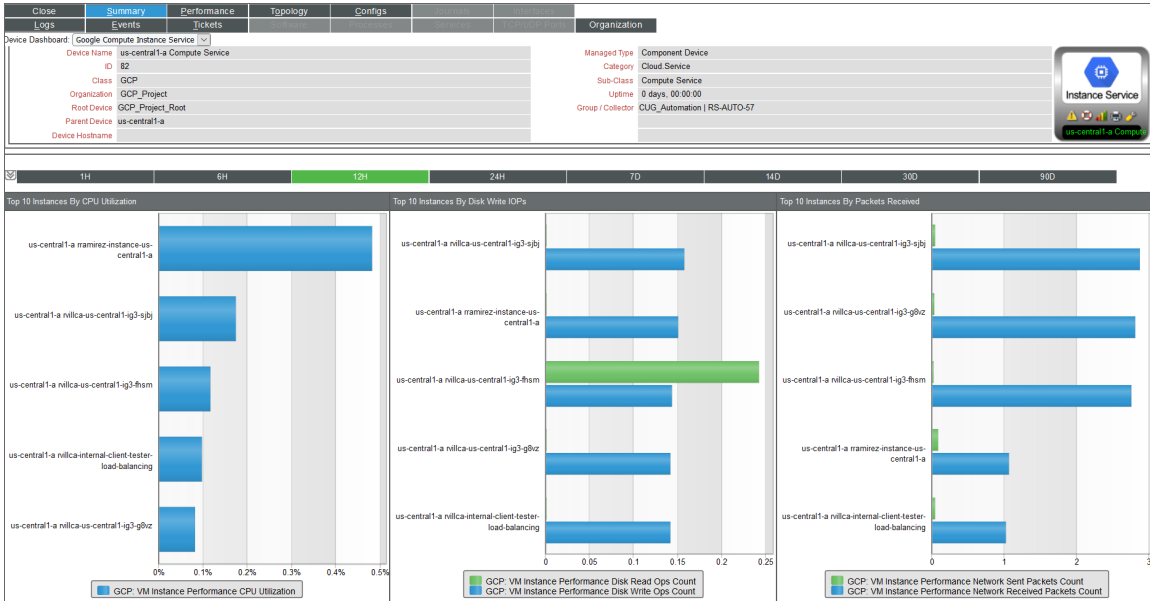 Close Summary Performance Topology Configs Journals Interfaces
Logs Events Tickets Software Processes Services TCP/UDP Ports Organization
Device Dashboard: Google Compute Instance Service
Device Name us-central1-a Compute Service
ID 82
Class GCP
Organization GCP_Project
Root Device GCP_Project_Root
Parent Device us-central1-a
Device Hostname
Managed Type Component Device
Category Cloud.Service
Sub-Class Compute Service
Uptime 0 days, 00:00:00
Group / Collector CUG_Automation | RS-AUTO-57
Instance Service
us-central1-a Compute
1H 6H 12H 24H 7D 14D 30D 90D
Top 10 Instances By CPU Utilization
us-central1-a rramirez-instance-us-
central1-a
us-central1-a rvillca-us-central1-ig3-sjbj
us-central1-a rvillca-us-central1-ig3-fhsm
us-central1-a rvillca-internal-client-tester-
load-balancing
us-central1-a rvillca-us-central1-ig3-g8vz
0% 0.1% 0.2% 0.3% 0.4% 0.5%
GCP: VM Instance Performance CPU Utilization
Top 10 Instances By Disk Write IOPs
us-central1-a rvillca-us-central1-ig3-sjbj
us-central1-a rramirez-instance-us-
central1-a
us-central1-a rvillca-us-central1-ig3-fhsm
us-central1-a rvillca-us-central1-ig3-g8vz
us-central1-a rvillca-internal-client-tester-
load-balancing
0 0.05 0.1 0.15 0.2 0.25
GCP: VM Instance Performance Disk Read Ops Count
GCP: VM Instance Performance Disk Write Ops Count
Top 10 Instances By Packets Received
us-central1-a rvillca-us-central1-ig3-sjbj
us-central1-a rvillca-us-central1-ig3-g8vz
us-central1-a rvillca-us-central1-ig3-fhsm
us-central1-a rramirez-instance-us-
central1-a
us-central1-a rvillca-internal-client-tester-
load-balancing
0 1 2 3
GCP: VM Instance Performance Network Sent Packets Count
GCP: VM Instance Performance Network Received Packets Count